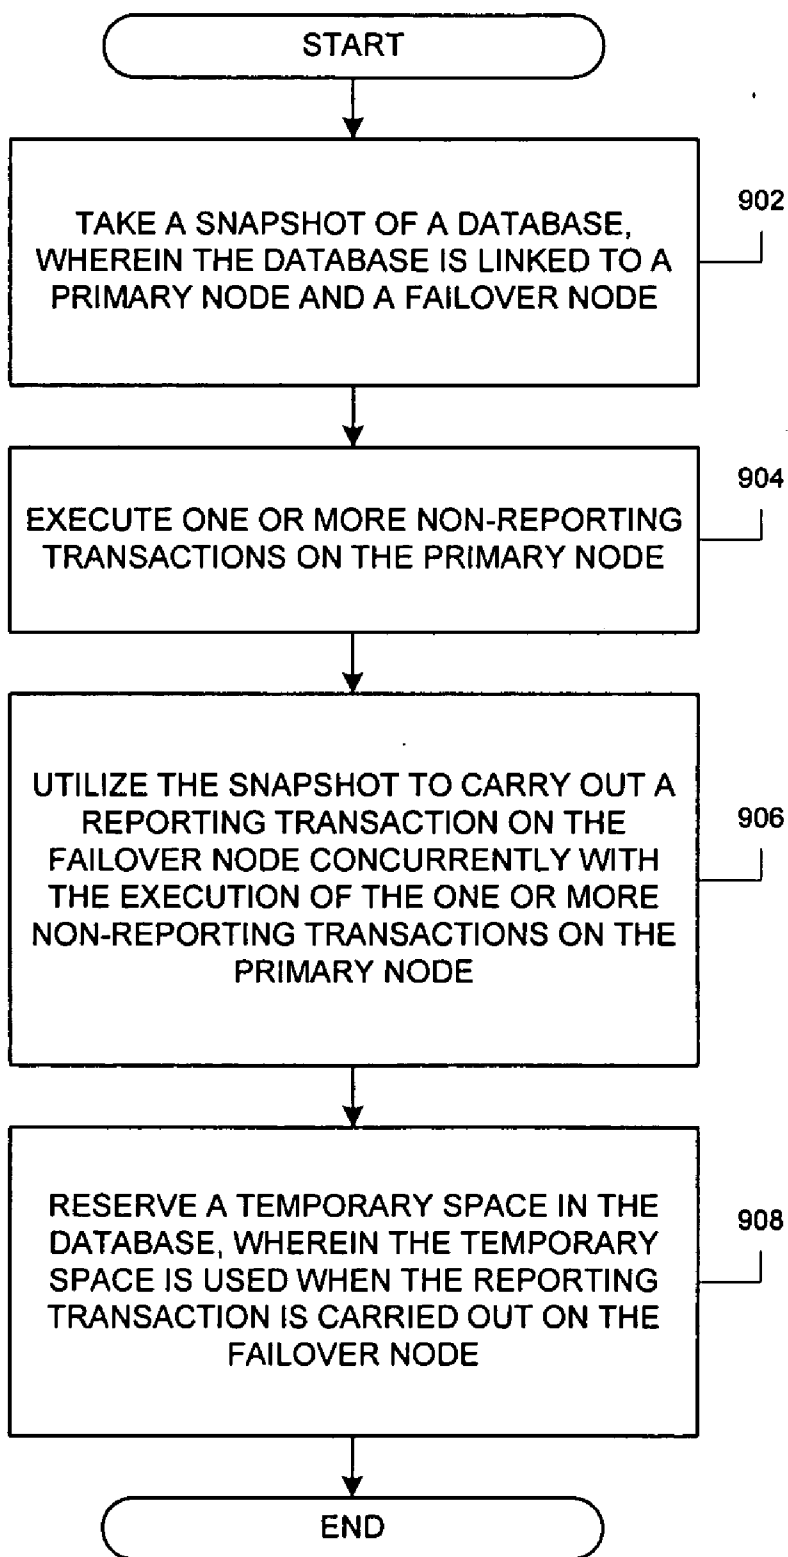 START
TAKE A SNAPSHOT OF A DATABASE,
WHEREIN THE DATABASE IS LINKED TO A
PRIMARY NODE AND A FAILOVER NODE
902
EXECUTE ONE OR MORE NON-REPORTING
TRANSACTIONS ON THE PRIMARY NODE
904
UTILIZE THE SNAPSHOT TO CARRY OUT A
REPORTING TRANSACTION ON THE
FAILOVER NODE CONCURRENTLY WITH
THE EXECUTION OF THE ONE OR MORE
NON-REPORTING TRANSACTIONS ON THE
PRIMARY NODE
906
RESERVE A TEMPORARY SPACE IN THE
DATABASE, WHEREIN THE TEMPORARY
SPACE IS USED WHEN THE REPORTING
TRANSACTION IS CARRIED OUT ON THE
FAILOVER NODE
908
END